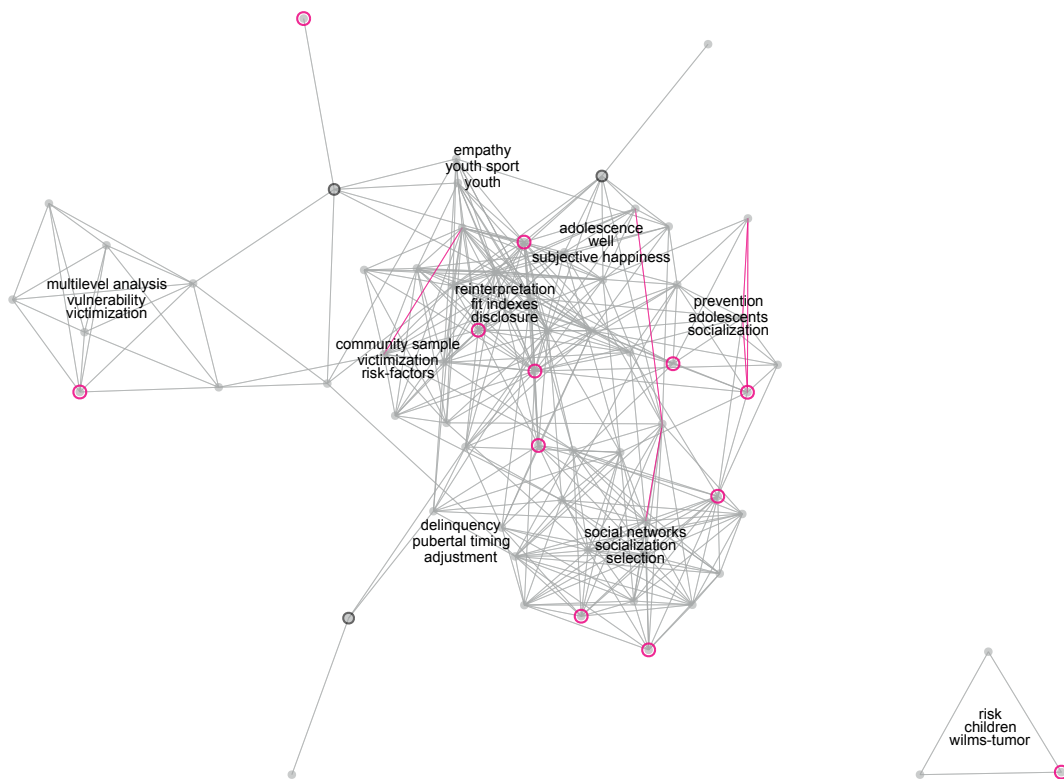 empathy
youth sport
youth
adolescence
well
subjective happiness
multilevel analysis
vulnerability
victimization
reinterpretation
fit indexes
disclosure
prevention
adolescents
socialization
community sample
victimization
risk-factors
delinquency
pubertal timing
adjustment
social networks
socialization
selection
risk
children
wilms-tumor